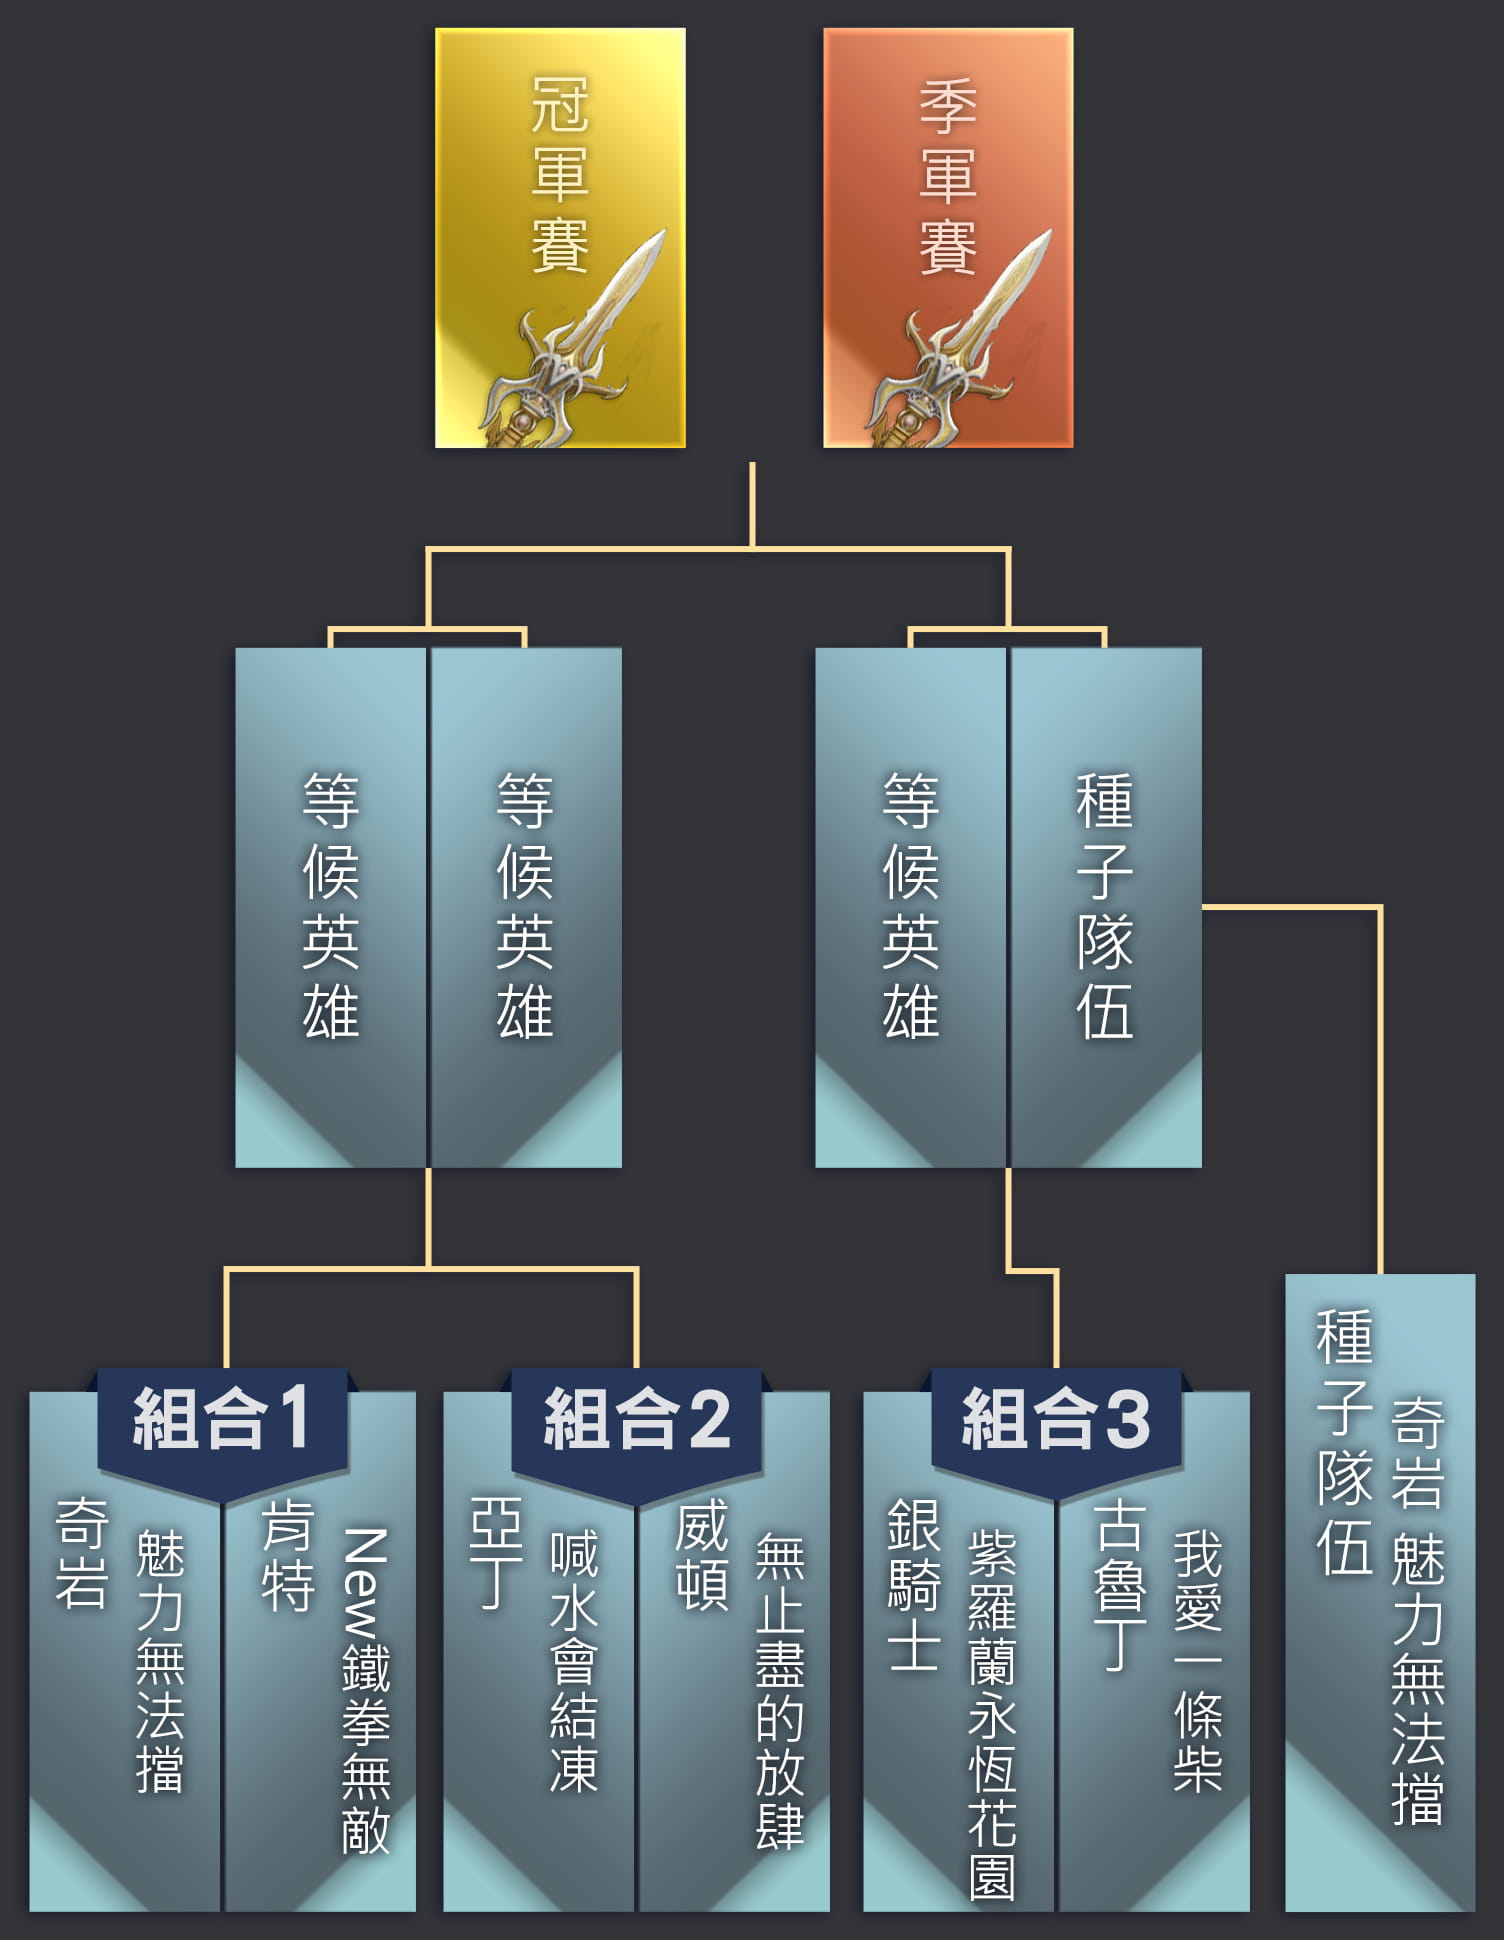 冠軍賽
季軍賽
等候英雄
等候英雄
等候英雄
種子隊伍
組合1
奇岩
魅力無法擋
肯特
New鐵拳無敵
組合2
亞丁
喊水會結凍
威頓
無止盡的放肆
組合3
銀騎士
紫羅蘭永恆花園
古魯丁
我愛一條柴
種子隊伍
奇岩 魅力無法擋